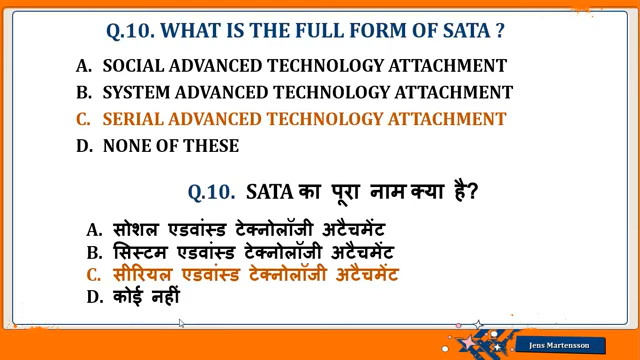 Q.10. WHAT IS THE FULL FORM OF SATA ?
A. SOCIAL ADVANCED TECHNOLOGY ATTACHMENT
B. SYSTEM ADVANCED TECHNOLOGY ATTACHMENT
C. SERIAL ADVANCED TECHNOLOGY ATTACHMENT
D. NONE OF THESE
Q.10. SATA का पूरा नाम क्या है?
A. सोशल एडवांस्ड टेक्नोलॉजी अटैचमेंट
B. सिस्टम एडवांस्ड टेक्नोलॉजी अटैचमेंट
C. सीरियल एडवांस्ड टेक्नोलॉजी अटैचमेंट
D. कोई नहीं
Jens Martensson